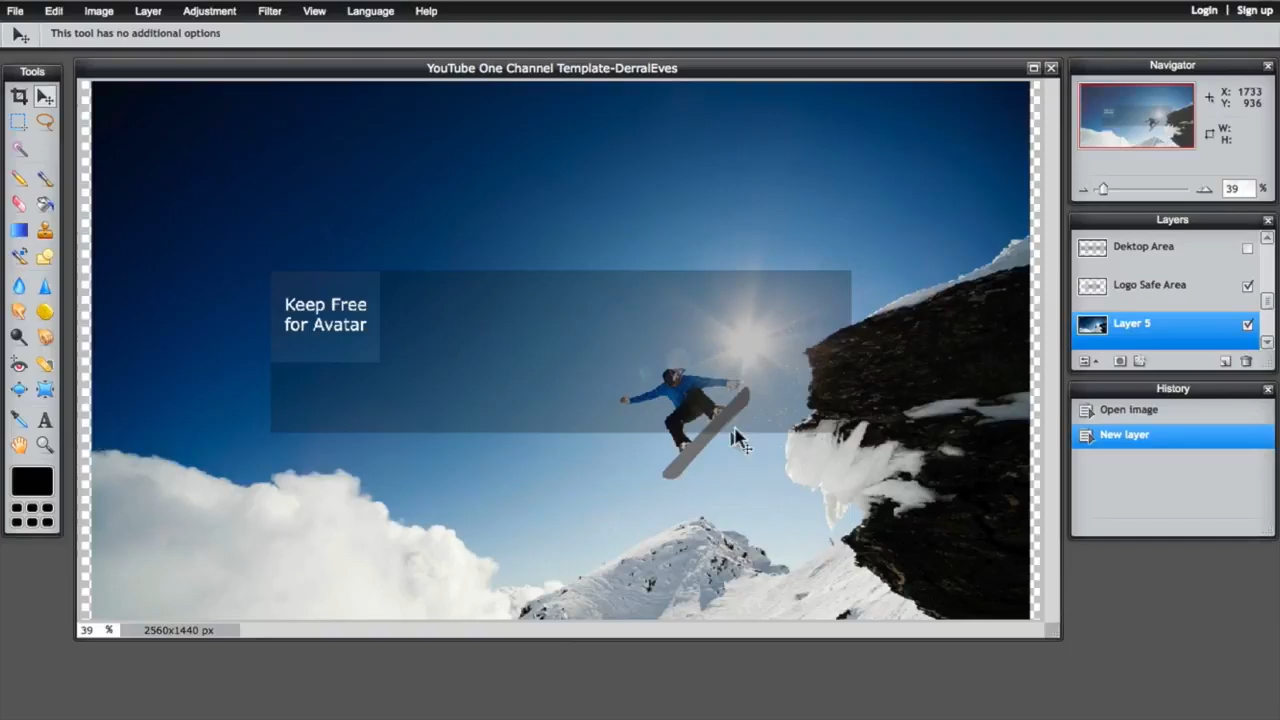 File Edit Image Layer Adjustment Filter View Language Help Login | Sign up
This tool has no additional options
Tools
YouTube One Channel Template-DerralEves
Navigator
X: 1733
Y: 936
W:
H:
39 %
Layers
Dektop Area
Logo Safe Area
Layer 5
History
Open image
New layer
Keep Free
for Avatar
A
39 % 2560x1440 px